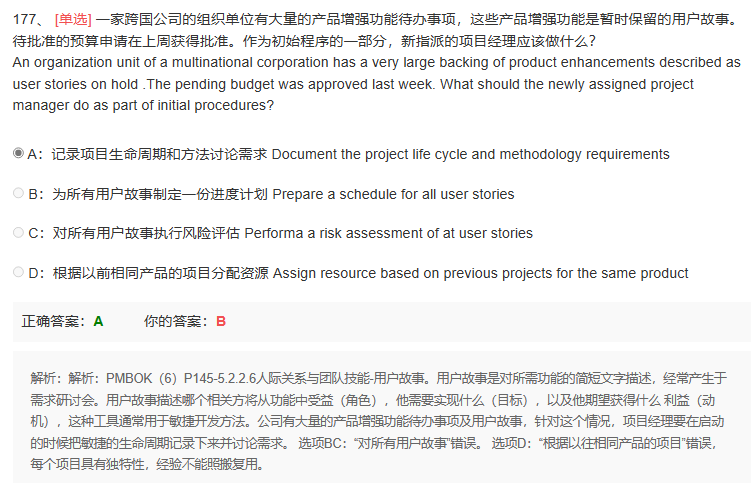 177、 [单选] 一家跨国公司的组织单位有大量的产品增强功能待办事项，这些产品增强功能是暂时保留的用户故事。
待批准的预算申请在上周获得批准。作为初始程序的一部分，新指派的项目经理应该做什么？
An organization unit of a multinational corporation has a very large backing of product enhancements described as
user stories on hold .The pending budget was approved last week. What should the newly assigned project
manager do as part of initial procedures?
A：记录项目生命周期和方法讨论需求 Document the project life cycle and methodology requirements
B：为所有用户故事制定一份进度计划 Prepare a schedule for all user stories
C：对所有用户故事执行风险评估 Performa a risk assessment of at user stories
D：根据以前相同产品的项目分配资源 Assign resource based on previous projects for the same product
正确答案：A 你的答案：B
解析：解析：PMBOK（6）P145-5.2.2.6人际关系与团队技能-用户故事。用户故事是对所需功能的简短文字描述，经常产生于
需求研讨会。用户故事描述哪个相关方将从功能中受益（角色），他需要实现什么（目标），以及他期望获得什么 利益（动
机），这种工具通常用于敏捷开发方法。公司有大量的产品增强功能待办事项及用户故事，针对这个情况，项目经理要在启动
的时候把敏捷的生命周期记录下来并讨论需求。 选项BC：“对所有用户故事”错误。 选项D：“根据以往相同产品的项目”错误，
每个项目具有独特性，经验不能照搬复用。